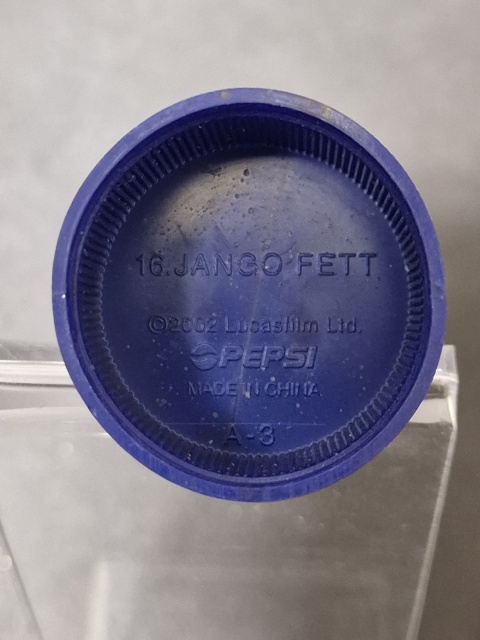 16.JANGO FETT
©2002 Lucasfilm Ltd.
PEPSI
MADE IN CHINA
A-3